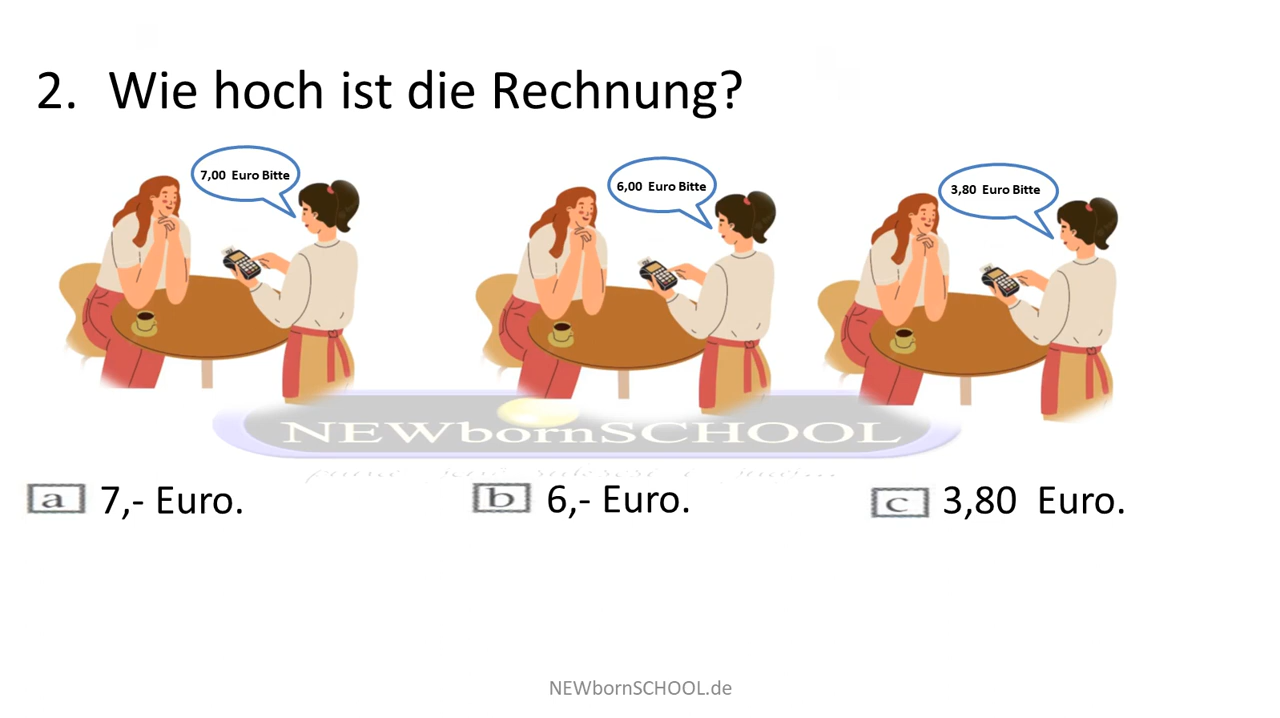 2. Wie hoch ist die Rechnung?
7,00 Euro Bitte
6,00 Euro Bitte
3,80 Euro Bitte
NEWbornSCHOOL
a 7,- Euro.
b 6,- Euro.
c 3,80 Euro.
NEWbornSCHOOL.de